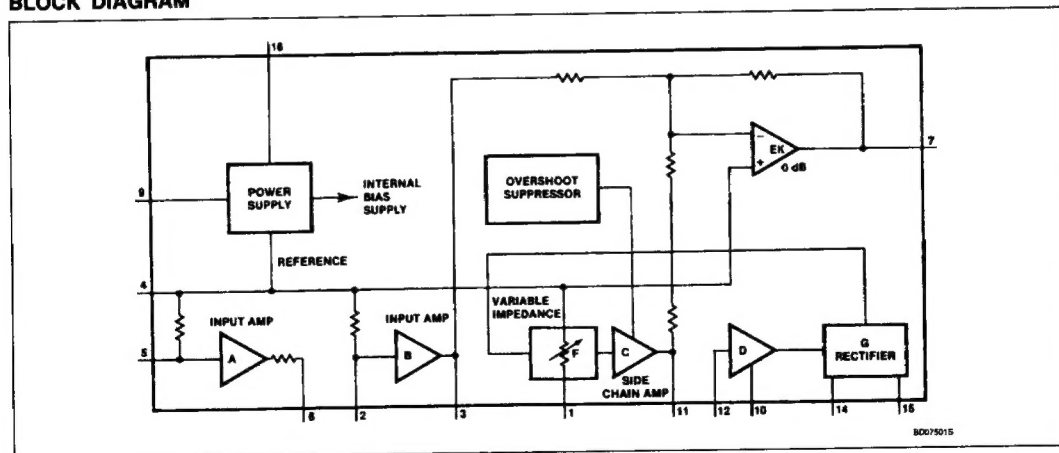 BLOCK DIAGRAM
16
7
9
POWER
SUPPLY
INTERNAL
BIAS
SUPPLY
OVERSHOOT
SUPPRESSOR
−
EK
+
0 dB
REFERENCE
4
VARIABLE
IMPEDANCE
INPUT AMP
INPUT AMP
5
A
B
F
C
D
G
RECTIFIER
SIDE
CHAIN AMP
6
2
3
1
11
12
10
14
15
BD07501S